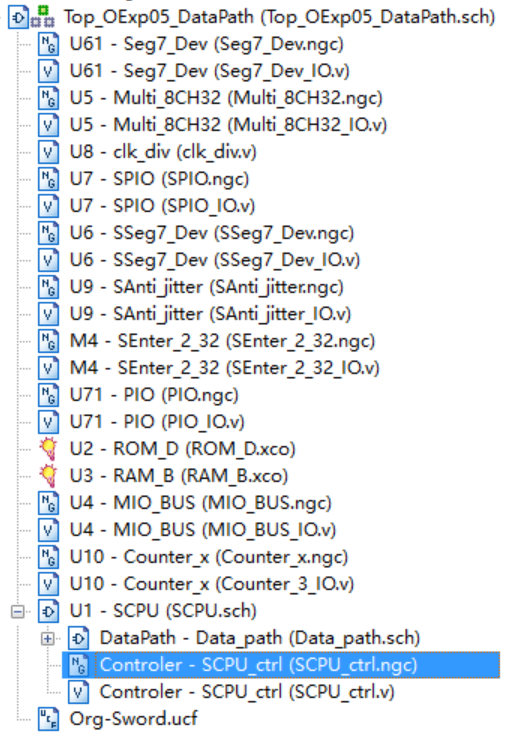 Top_OExp05_DataPath (Top_OExp05_DataPath.sch)
U61 - Seg7_Dev (Seg7_Dev.ngc)
U61 - Seg7_Dev (Seg7_Dev_IO.v)
U5 - Multi_8CH32 (Multi_8CH32.ngc)
U5 - Multi_8CH32 (Multi_8CH32_IO.v)
U8 - clk_div (clk_div.v)
U7 - SPIO (SPIO.ngc)
U7 - SPIO (SPIO_IO.v)
U6 - SSeg7_Dev (SSeg7_Dev.ngc)
U6 - SSeg7_Dev (SSeg7_Dev_IO.v)
U9 - SAnti_jitter (SAnti_jitter.ngc)
U9 - SAnti_jitter (SAnti_jitter_IO.v)
M4 - SEnter_2_32 (SEnter_2_32.ngc)
M4 - SEnter_2_32 (SEnter_2_32_IO.v)
U71 - PIO (PIO.ngc)
U71 - PIO (PIO_IO.v)
U2 - ROM_D (ROM_D.xco)
U3 - RAM_B (RAM_B.xco)
U4 - MIO_BUS (MIO_BUS.ngc)
U4 - MIO_BUS (MIO_BUS_IO.v)
U10 - Counter_x (Counter_x.ngc)
U10 - Counter_x (Counter_3_IO.v)
U1 - SCPU (SCPU.sch)
DataPath - Data_path (Data_path.sch)
Controler - SCPU_ctrl (SCPU_ctrl.ngc)
Controler - SCPU_ctrl (SCPU_ctrl.v)
Org-Sword.ucf